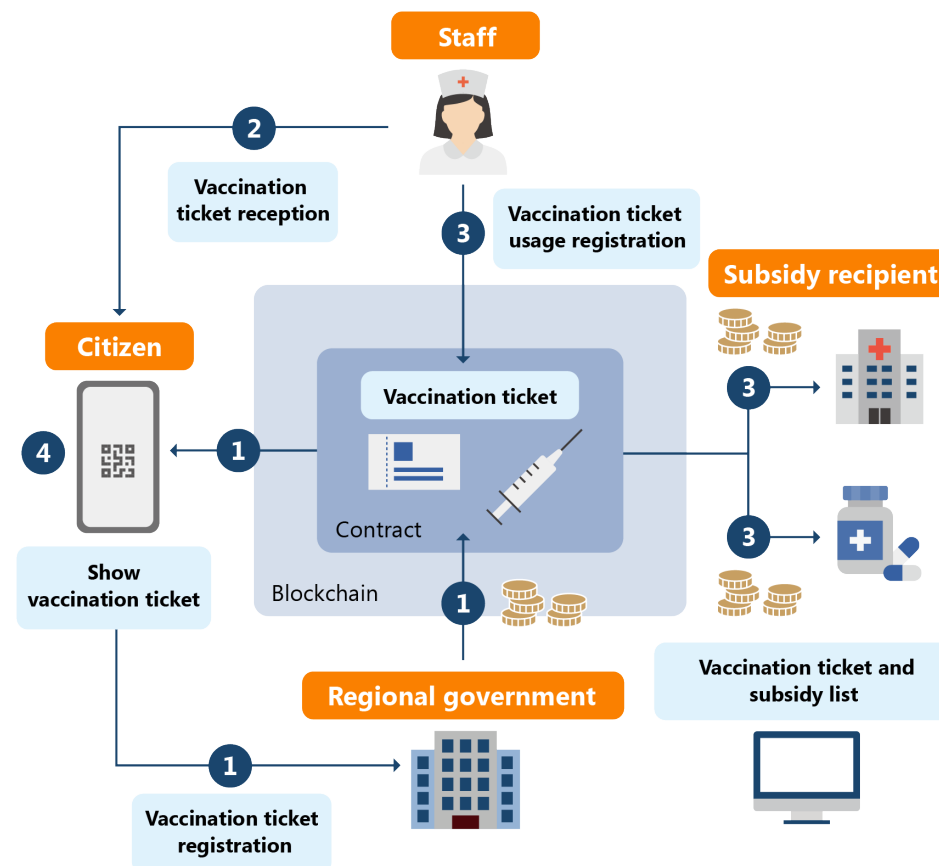 Staff
2
Vaccination
ticket reception
3
Vaccination ticket
usage registration
Subsidy recipient
Citizen
Vaccination ticket
3
4
1
Contract
3
Blockchain
1
Show
vaccination ticket
Regional government
Vaccination ticket and
subsidy list
1
Vaccination ticket
registration